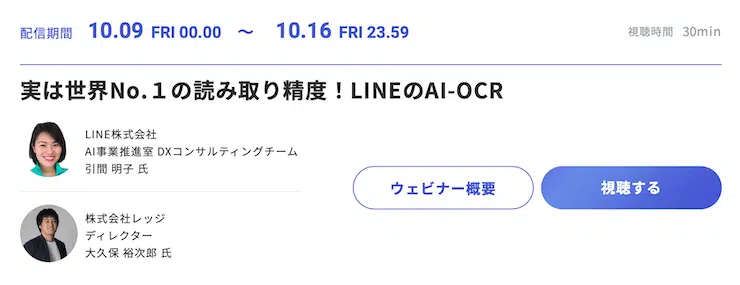 配信期間 10.09 FRI 00.00 〜 10.16 FRI 23.59 視聴時間 30min
実は世界No.１の読み取り精度！LINEのAI-OCR
LINE株式会社
AI事業推進室 DXコンサルティングチーム
引間 明子 氏
ウェビナー概要 視聴する
株式会社レッジ
ディレクター
大久保 裕次郎 氏